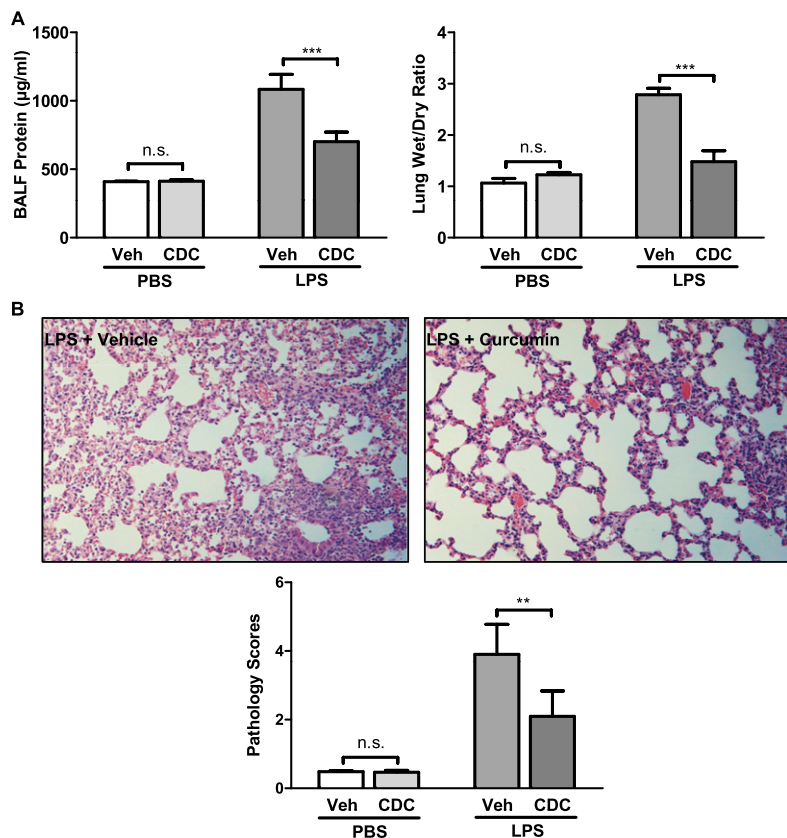 A
BALF Protein (µg/ml)
1500
1000
500
0
n.s.
***
Veh CDC Veh CDC
PBS LPS
Lung Wet/Dry Ratio
4
3
2
1
0
n.s.
***
Veh CDC Veh CDC
PBS LPS
B
LPS + Vehicle
LPS + Curcumin
Pathology Scores
6
4
2
0
n.s.
**
Veh CDC Veh CDC
PBS LPS